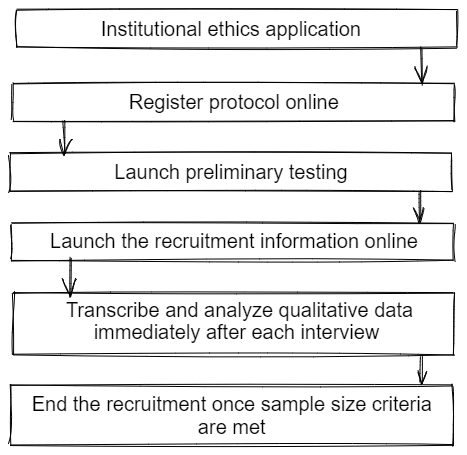 Institutional ethics application
Register protocol online
Launch preliminary testing
Launch the recruitment information online
Transcribe and analyze qualitative data
immediately after each interview
End the recruitment once sample size criteria
are met